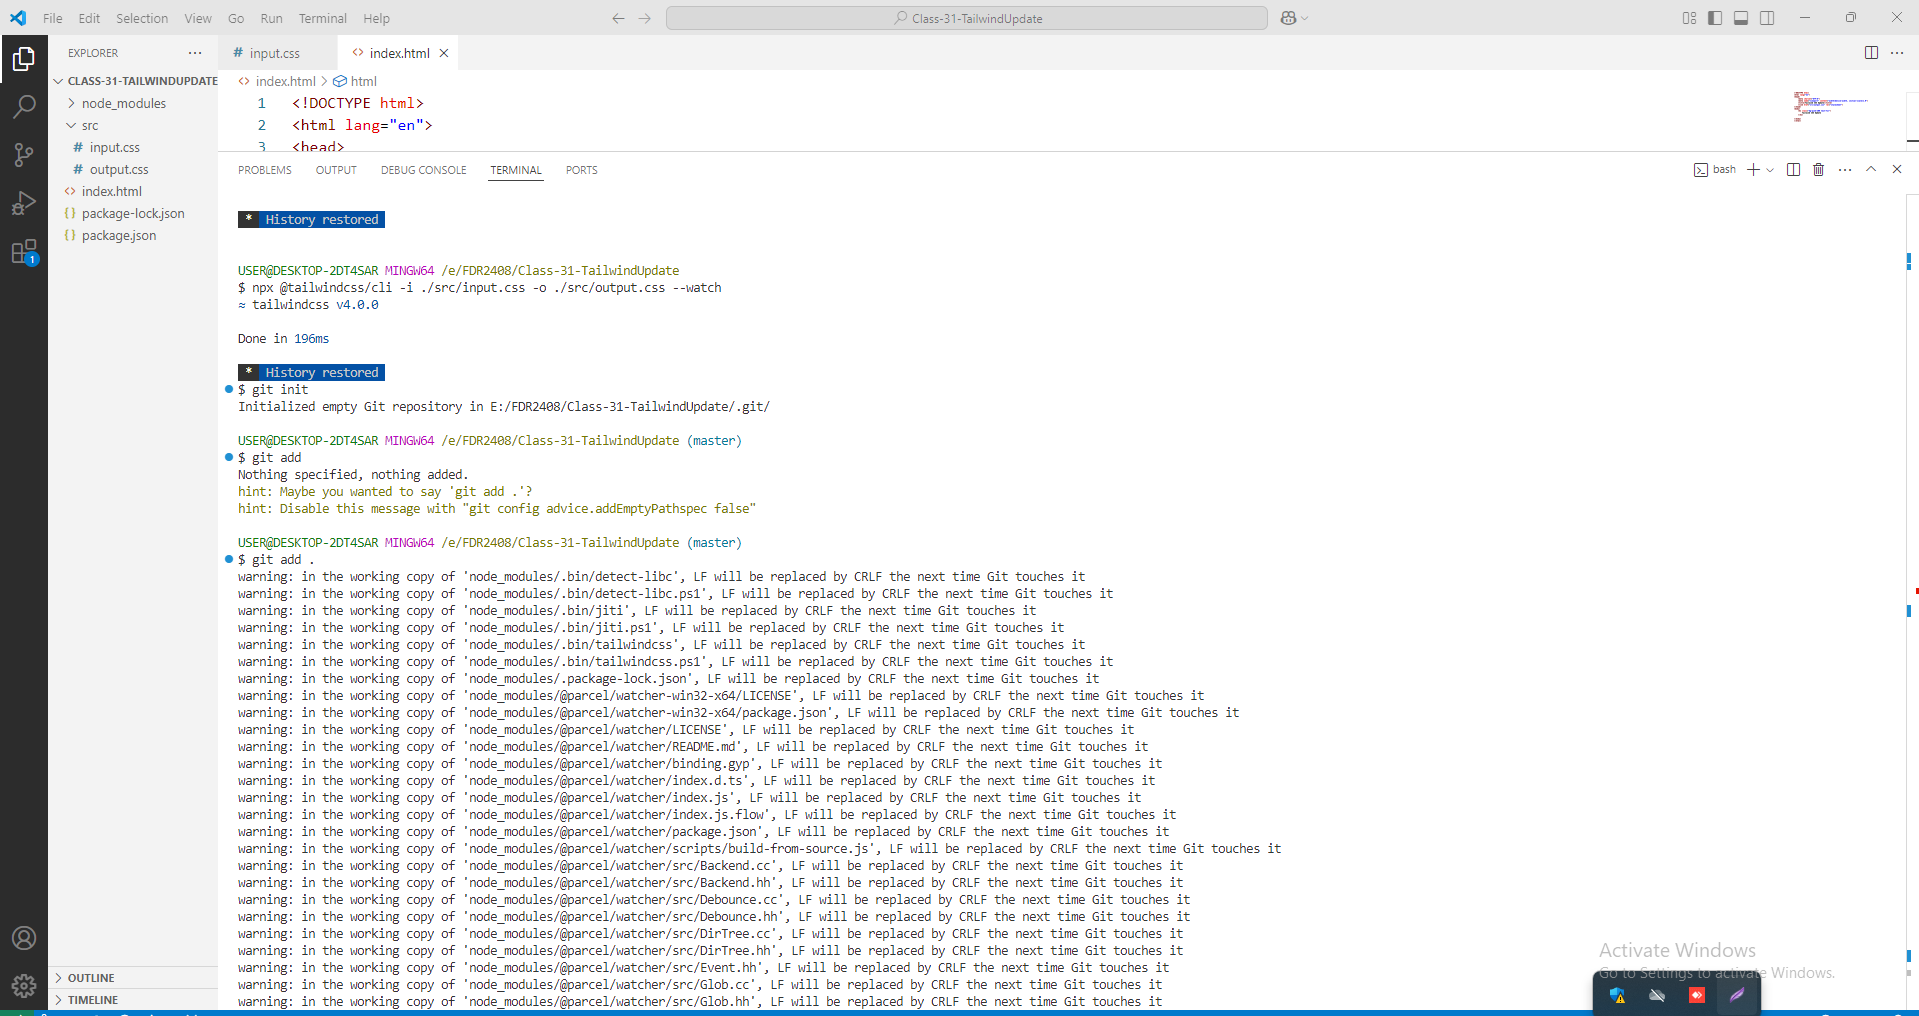 File Edit Selection View Go Run Terminal Help
Class-31-TailwindUpdate
EXPLORER
CLASS-31-TAILWINDUPDATE
node_modules
src
# input.css
# output.css
<> index.html
{} package-lock.json
{} package.json
OUTLINE
TIMELINE
1
# input.css
<> index.html
<> index.html > html
1 <!DOCTYPE html>
2 <html lang="en">
3 <head>
PROBLEMS OUTPUT DEBUG CONSOLE TERMINAL PORTS
bash
* History restored
USER@DESKTOP-2DT4SAR MINGW64 /e/FDR2408/Class-31-TailwindUpdate
$ npx @tailwindcss/cli -i ./src/input.css -o ./src/output.css --watch
≈ tailwindcss v4.0.0
Done in 196ms
* History restored
$ git init
Initialized empty Git repository in E:/FDR2408/Class-31-TailwindUpdate/.git/
USER@DESKTOP-2DT4SAR MINGW64 /e/FDR2408/Class-31-TailwindUpdate (master)
$ git add
Nothing specified, nothing added.
hint: Maybe you wanted to say 'git add .'?
hint: Disable this message with "git config advice.addEmptyPathspec false"
USER@DESKTOP-2DT4SAR MINGW64 /e/FDR2408/Class-31-TailwindUpdate (master)
$ git add .
warning: in the working copy of 'node_modules/.bin/detect-libc', LF will be replaced by CRLF the next time Git touches it
warning: in the working copy of 'node_modules/.bin/detect-libc.ps1', LF will be replaced by CRLF the next time Git touches it
warning: in the working copy of 'node_modules/.bin/jiti', LF will be replaced by CRLF the next time Git touches it
warning: in the working copy of 'node_modules/.bin/jiti.ps1', LF will be replaced by CRLF the next time Git touches it
warning: in the working copy of 'node_modules/.bin/tailwindcss', LF will be replaced by CRLF the next time Git touches it
warning: in the working copy of 'node_modules/.bin/tailwindcss.ps1', LF will be replaced by CRLF the next time Git touches it
warning: in the working copy of 'node_modules/.package-lock.json', LF will be replaced by CRLF the next time Git touches it
warning: in the working copy of 'node_modules/@parcel/watcher-win32-x64/LICENSE', LF will be replaced by CRLF the next time Git touches it
warning: in the working copy of 'node_modules/@parcel/watcher-win32-x64/package.json', LF will be replaced by CRLF the next time Git touches it
warning: in the working copy of 'node_modules/@parcel/watcher/LICENSE', LF will be replaced by CRLF the next time Git touches it
warning: in the working copy of 'node_modules/@parcel/watcher/README.md', LF will be replaced by CRLF the next time Git touches it
warning: in the working copy of 'node_modules/@parcel/watcher/binding.gyp', LF will be replaced by CRLF the next time Git touches it
warning: in the working copy of 'node_modules/@parcel/watcher/index.d.ts', LF will be replaced by CRLF the next time Git touches it
warning: in the working copy of 'node_modules/@parcel/watcher/index.js', LF will be replaced by CRLF the next time Git touches it
warning: in the working copy of 'node_modules/@parcel/watcher/index.js.flow', LF will be replaced by CRLF the next time Git touches it
warning: in the working copy of 'node_modules/@parcel/watcher/package.json', LF will be replaced by CRLF the next time Git touches it
warning: in the working copy of 'node_modules/@parcel/watcher/scripts/build-from-source.js', LF will be replaced by CRLF the next time Git touches it
warning: in the working copy of 'node_modules/@parcel/watcher/src/Backend.cc', LF will be replaced by CRLF the next time Git touches it
warning: in the working copy of 'node_modules/@parcel/watcher/src/Backend.hh', LF will be replaced by CRLF the next time Git touches it
warning: in the working copy of 'node_modules/@parcel/watcher/src/Debounce.cc', LF will be replaced by CRLF the next time Git touches it
warning: in the working copy of 'node_modules/@parcel/watcher/src/Debounce.hh', LF will be replaced by CRLF the next time Git touches it
warning: in the working copy of 'node_modules/@parcel/watcher/src/DirTree.cc', LF will be replaced by CRLF the next time Git touches it
warning: in the working copy of 'node_modules/@parcel/watcher/src/DirTree.hh', LF will be replaced by CRLF the next time Git touches it
warning: in the working copy of 'node_modules/@parcel/watcher/src/Event.hh', LF will be replaced by CRLF the next time Git touches it
warning: in the working copy of 'node_modules/@parcel/watcher/src/Glob.cc', LF will be replaced by CRLF the next time Git touches it
warning: in the working copy of 'node_modules/@parcel/watcher/src/Glob.hh', LF will be replaced by CRLF the next time Git touches it
Activate Windows
Go to Settings to activate Windows.